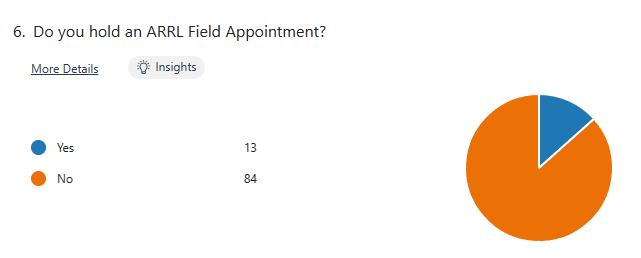 6. Do you hold an ARRL Field Appointment?
More Details Insights
Yes 13
No 84